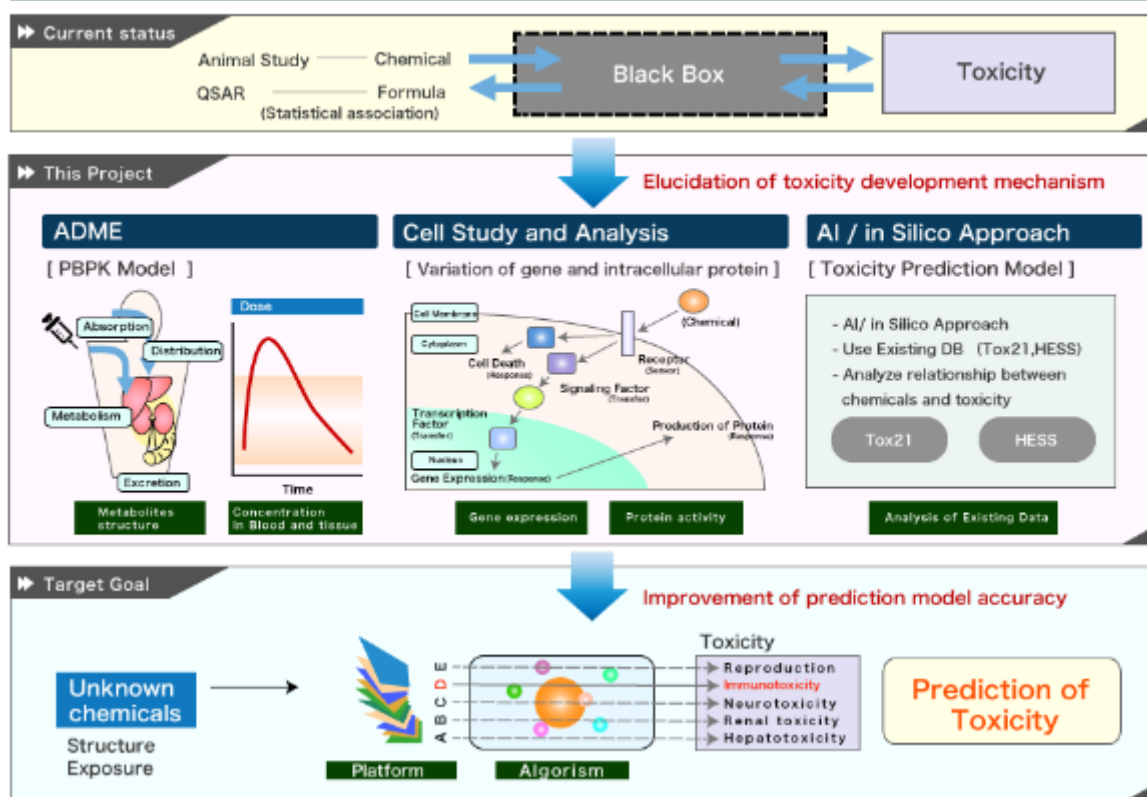 Current status
Animal Study
Chemical
QSAR
Formula
(Statistical association)
Black Box
Toxicity
This Project
Elucidation of toxicity development mechanism
ADME
[ PBPK Model ]
Absorption
Distribution
Metabolism
Excretion
Dose
Time
Metabolites
structure
Concentration
In Blood and tissue
Cell Study and Analysis
[ Variation of gene and intracellular protein ]
Cell Membrane
Cytoplasm
(Chemical)
Cell Death
(Response)
Receptor
(Sensor)
Signaling Factor
(Transfer)
Transcription
Factor
(Transfer)
Production of Protein
(Response)
Nucleus
Gene Expression(Response)
Gene expression
Protein activity
AI / in Silico Approach
[ Toxicity Prediction Model ]
- AI/ in Silico Approach
- Use Existing DB (Tox21,HESS)
- Analyze relationship between
chemicals and toxicity
Tox21
HESS
Analysis of Existing Data
Target Goal
Improvement of prediction model accuracy
Unknown
chemicals
Structure
Exposure
Platform
E
D
C
B
A
Algorism
Toxicity
Reproduction
Immunotoxicity
Neurotoxicity
Renal toxicity
Hepatotoxicity
Prediction of
Toxicity